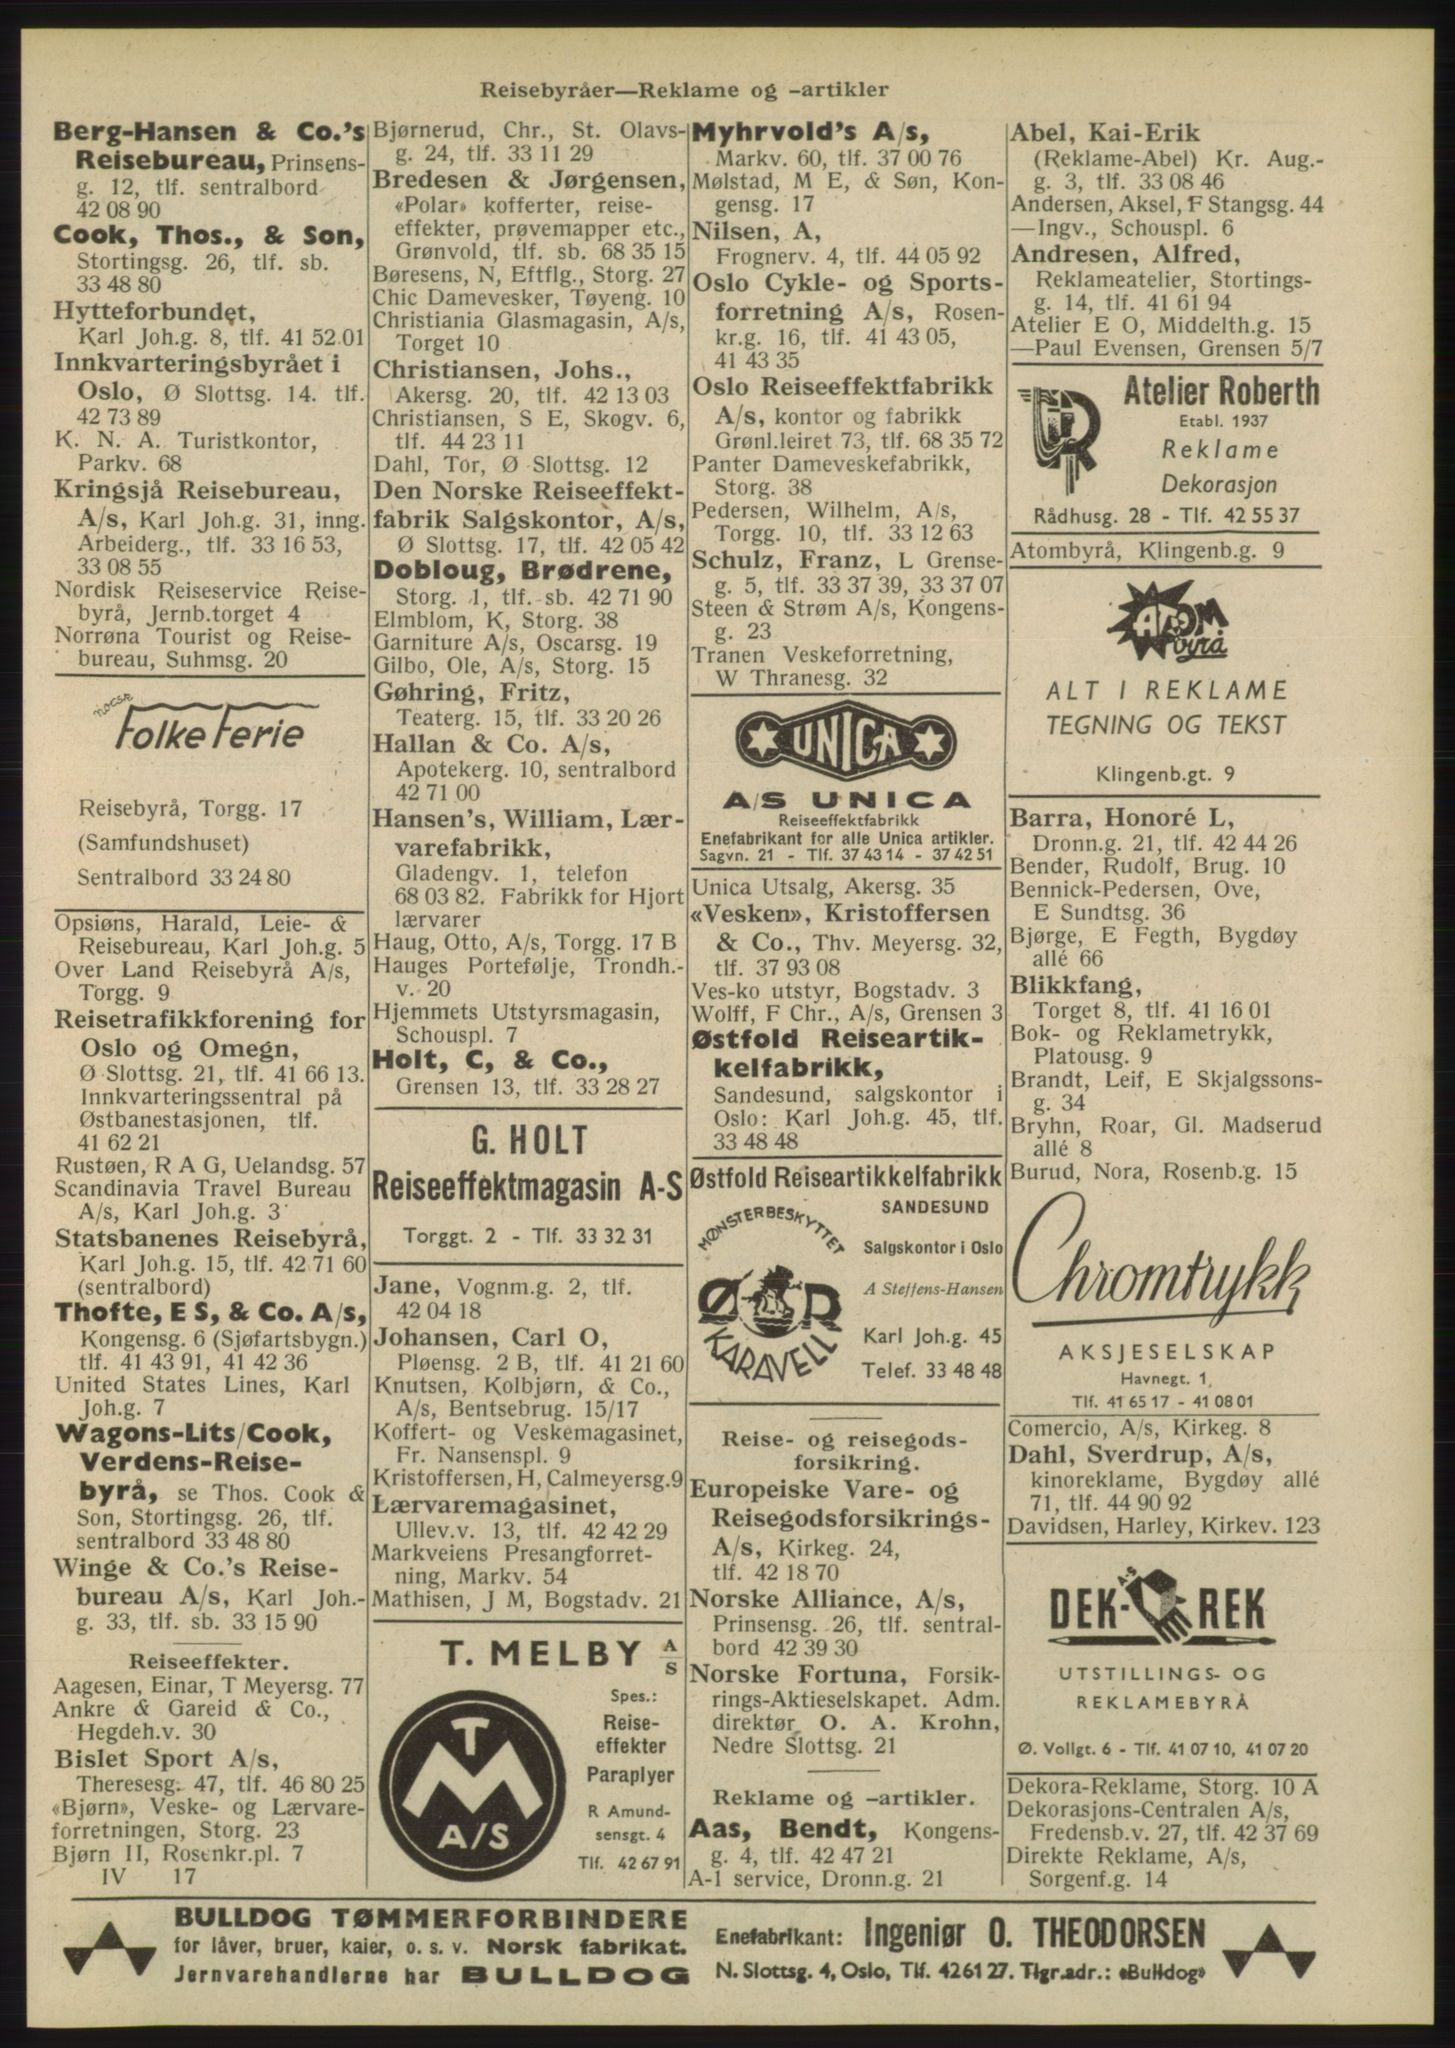 Reisebyråer—Reklame og –artikler
Berg-Hansen & Co.'s
Reisebureau, Prinsens-
g. 12, tlf. sentralbord
42 08 90
Cook, Thos., & Son,
Stortingsg. 26, tlf. sb.
33 48 80
Hytteforbundet,
Karl Joh.g. 8, tlf. 41 52 01
Innkvarteringsbyrået i
Oslo, Ø Slottsg. 14. tlf.
42 73 89
K. N. A. Turistkontor,
Parkv. 68
Kringsjå Reisebureau,
A/s, Karl Joh.g. 31, inng.
Arbeiderg., tlf. 33 16 53,
33 08 55
Nordisk Reiseservice Reise-
byrå, Jernb.torget 4
Norrøna Tourist og Reise-
bureau, Suhmsg. 20
norsk
Folke Ferie
Reisebyrå, Torgg. 17
(Samfundshuset)
Sentralbord 33 24 80
Opsiøns, Harald, Leie- &
Reisebureau, Karl Joh.g. 5
Over Land Reisebyrå A/s,
Torgg. 9
Reisetrafikkforening for
Oslo og Omegn,
Ø Slottsg. 21, tlf. 41 66 13.
Innkvarteringssentral på
Østbanestasjonen, tlf.
41 62 21
Rustøen, R A G, Uelandsg. 57
Scandinavia Travel Bureau
A/s, Karl Joh.g. 3
Statsbanenes Reisebyrå,
Karl Joh.g. 15, tlf. 42 71 60
(sentralbord)
Thofte, E S, & Co. A/s,
Kongensg. 6 (Sjøfartsbygn.)
tlf. 41 43 91, 41 42 36
United States Lines, Karl
Joh.g. 7
Wagons-Lits/Cook,
Verdens-Reise-
byrå, se Thos. Cook &
Son, Stortingsg. 26, tlf.
sentralbord 33 48 80
Winge & Co.'s Reise-
bureau A/s, Karl Joh.-
g. 33, tlf. sb. 33 15 90
Reiseeffekter.
Aagesen, Einar, T Meyersg. 77
Ankre & Gareid & Co.,
Hegdeh.v. 30
Bislet Sport A/s,
Theresesg. 47, tlf. 46 80 25
«Bjørn», Veske- og Lærvare-
forretningen, Storg. 23
Bjørn II, Rosenkr.pl. 7
IV 17
Bjørnerud, Chr., St. Olavs-
g. 24, tlf. 33 11 29
Bredesen & Jørgensen,
«Polar» kofferter, reise-
effekter, prøvemapper etc.,
Grønvold, tlf. sb. 68 35 15
Børesens, N, Eftflg., Storg. 27
Chic Damevesker, Tøyeng. 10
Christiania Glasmagasin, A/s,
Torget 10
Christiansen, Johs.,
Akersg. 20, tlf. 42 13 03
Christiansen, S E, Skogv. 6,
tlf. 44 23 11
Dahl, Tor, Ø Slottsg. 12
Den Norske Reiseeffekt-
fabrik Salgskontor, A/s,
Ø Slottsg. 17, tlf. 42 05 42
Dobloug, Brødrene,
Storg. 1, tlf. sb. 42 71 90
Elmblom, K, Storg. 38
Garniture A/s, Oscarsg. 19
Gilbo, Ole, A/s, Storg. 15
Gøhring, Fritz,
Teaterg. 15, tlf. 33 20 26
Hallan & Co. A/s,
Apotekerg. 10, sentralbord
42 71 00
Hansen's, William, Lær-
varefabrikk,
Gladengv. 1, telefon
68 03 82. Fabrikk for Hjort
lærvarer
Haug, Otto, A/s, Torgg. 17 B
Hauges Portefølje, Trondh.-
v. 20
Hjemmets Utstyrsmagasin,
Schouspl. 7
Holt, C, & Co.,
Grensen 13, tlf. 33 28 27
G. HOLT
Reiseeffektmagasin A-S
Torggt. 2 - Tlf. 33 32 31
Jane, Vognm.g. 2, tlf.
42 04 18
Johansen, Carl O,
Pløensg. 2 B, tlf. 41 21 60
Knutsen, Kolbjørn, & Co.,
A/s, Bentsebrug. 15/17
Koffert- og Veskemagasinet,
Fr. Nansenspl. 9
Kristoffersen, H, Calmeyersg. 9
Lærvaremagasinet,
Ullev.v. 13, tlf. 42 42 29
Markveiens Presangforret-
ning, Markv. 54
Mathisen, J M, Bogstadv. 21
T. MELBY A/S
Spes.:
Reise-
effekter
Paraplyer
R Amund-
sensgt. 4
Tlf. 42 67 91
T
M
A/S
Myhrvold's A/s,
Markv. 60, tlf. 37 00 76
Mølstad, M E, & Søn, Kon-
gensg. 17
Nilsen, A,
Frognerv. 4, tlf. 44 05 92
Oslo Cykle- og Sports-
forretning A/s, Rosen-
kr.g. 16, tlf. 41 43 05,
41 43 35
Oslo Reiseeffektfabrikk
A/s, kontor og fabrikk
Grønl.leiret 73, tlf. 68 35 72
Panter Dameveskefabrikk,
Storg. 38
Pedersen, Wilhelm, A/s,
Torgg. 10, tlf. 33 12 63
Schulz, Franz, L Grense-
g. 5, tlf. 33 37 39, 33 37 07
Steen & Strøm A/s, Kongens-
g. 23
Tranen Veskeforretning,
W Thranesg. 32
UNICA
A/S UNICA
Reiseeffektfabrikk
Enefabrikant for alle Unica artikler.
Sagvn. 21 - Tlf. 37 43 14 - 37 42 51
Unica Utsalg, Akersg. 35
«Vesken», Kristoffersen
& Co., Thv. Meyersg. 32,
tlf. 37 93 08
Ves-ko utstyr, Bogstadv. 3
Wolff, F Chr., A/s, Grensen 3
Østfold Reiseartik-
kelfabrikk,
Sandesund, salgskontor i
Oslo: Karl Joh.g. 45, tlf.
33 48 48
Østfold Reiseartikkelfabrikk
SANDESUND
MØNSTERBESKYTTET
Salgskontor i Oslo
A Steffens-Hansen
Ø R
KARAVELL
Karl Joh.g. 45
Telef. 33 48 48
Reise- og reisegods-
forsikring.
Europeiske Vare- og
Reisegodsforsikrings-
A/s, Kirkeg. 24,
tlf. 42 18 70
Norske Alliance, A/s,
Prinsensg. 26, tlf. sentral-
bord 42 39 30
Norske Fortuna, Forsik-
rings-Aktieselskapet. Adm.
direktør O. A. Krohn,
Nedre Slottsg. 21
Reklame og –artikler.
Aas, Bendt, Kongens-
g. 4, tlf. 42 47 21
A-1 service, Dronn.g. 21
Abel, Kai-Erik
(Reklame-Abel) Kr. Aug.-
g. 3, tlf. 33 08 46
Andersen, Aksel, F Stangsg. 44
—Ingv., Schouspl. 6
Andresen, Alfred,
Reklameatelier, Stortings-
g. 14, tlf. 41 61 94
Atelier E O, Middelth.g. 15
—Paul Evensen, Grensen 5/7
Atelier Roberth
Etabl. 1937
Reklame
Dekorasjon
Rådhusg. 28 - Tlf. 42 55 37
Atombyrå, Klingenb.g. 9
ATOM
byrå
ALT I REKLAME
TEGNING OG TEKST
Klingenb.gt. 9
Barra, Honoré L,
Dronn.g. 21, tlf. 42 44 26
Bender, Rudolf, Brug. 10
Bennick-Pedersen, Ove,
E Sundtsg. 36
Bjørge, E Fegth, Bygdøy
allé 66
Blikkfang,
Torget 8, tlf. 41 16 01
Bok- og Reklametrykk,
Platousg. 9
Brandt, Leif, E Skjalgssons-
g. 34
Bryhn, Roar, Gl. Madserud
allé 8
Burud, Nora, Rosenb.g. 15
Chromtrykk
AKSJESELSKAP
Havnegt. 1
Tlf. 41 65 17 - 41 08 01
Comercio, A/s, Kirkeg. 8
Dahl, Sverdrup, A/s,
kinoreklame, Bygdøy allé
71, tlf. 44 90 92
Davidsen, Harley, Kirkev. 123
DEK-REK A-S
UTSTILLINGS- OG
REKLAMEBYRÅ
Ø. Vollgt. 6 - Tlf. 41 07 10, 41 07 20
Dekora-Reklame, Storg. 10 A
Dekorasjons-Centralen A/s,
Fredensb.v. 27, tlf. 42 37 69
Direkte Reklame, A/s,
Sorgenf.g. 14
BULLDOG TØMMERFORBINDERE
for låver, bruer, kaier, o. s. v. Norsk fabrikat.
Jernvarehandlerne har BULLDOG
Enefabrikant: Ingeniør O. THEODORSEN
N. Slottsg. 4, Oslo, Tlf. 42 61 27. Tlgr.adr.: «Bulldog»